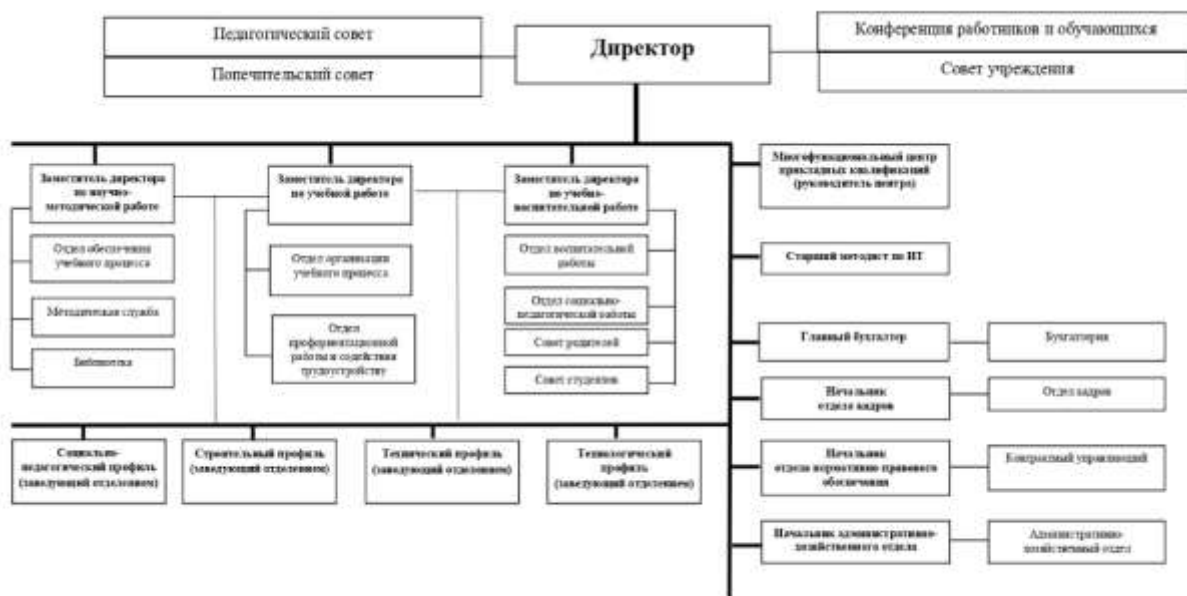 Педагогический совет
Попечительский совет
Директор
Конференция работников и обучающихся
Совет учреждения
Заместитель директора
по научно-
методической работе
Отдел обеспечения
учебного процесса
Методическая служба
Библиотека
Заместитель директора
по учебной работе
Отдел организации
учебного процесса
Отдел
профориентационной
работы и содействия
трудоустройству
Заместитель директора
по учебно-
воспитательной работе
Отдел воспитательной
работы
Отдел социально-
педагогической работы
Совет родителей
Совет студентов
Многофункциональный центр
прикладных квалификаций
(руководитель центра)
Старший методист по ИТ
Главный бухгалтер
Бухгалтерия
Начальник
отдела кадров
Отдел кадров
Начальник
отдела нормативно правового
обеспечения
Контрактный управляющий
Начальник административно-
хозяйственного отдела
Административно-
хозяйственный отдел
Социально-
педагогический профиль
(заведующий отделением)
Строительный профиль
(заведующий отделением)
Технический профиль
(заведующий отделением)
Технологический
профиль
(заведующий отделением)